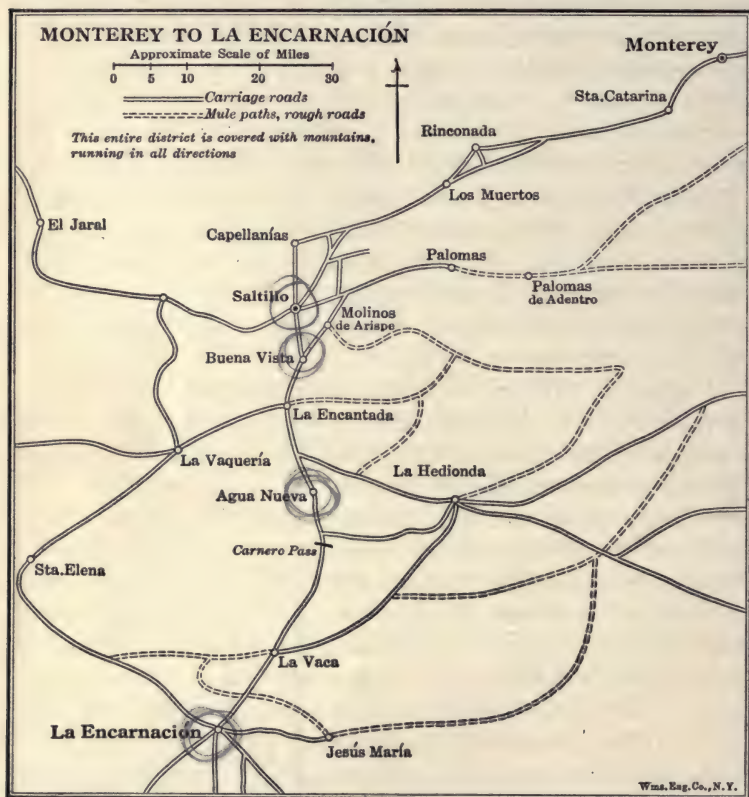 MONTEREY TO LA ENCARNACIÓN
Approximate Scale of Miles
0 5 10 20 30
Carriage roads
Mule paths, rough roads
This entire district is covered with mountains,
running in all directions
Monterey
Sta. Catarina
Rinconada
Los Muertos
El Jaral
Capellanías
Palomas
Saltillo
Palomas
de Adentro
Molinos
de Arispe
Buena Vista
La Encantada
La Vaquería
La Hedionda
Agua Nueva
Carnero Pass
Sta. Elena
La Vaca
La Encarnación
Jesús María
Wms. Eng. Co., N.Y.